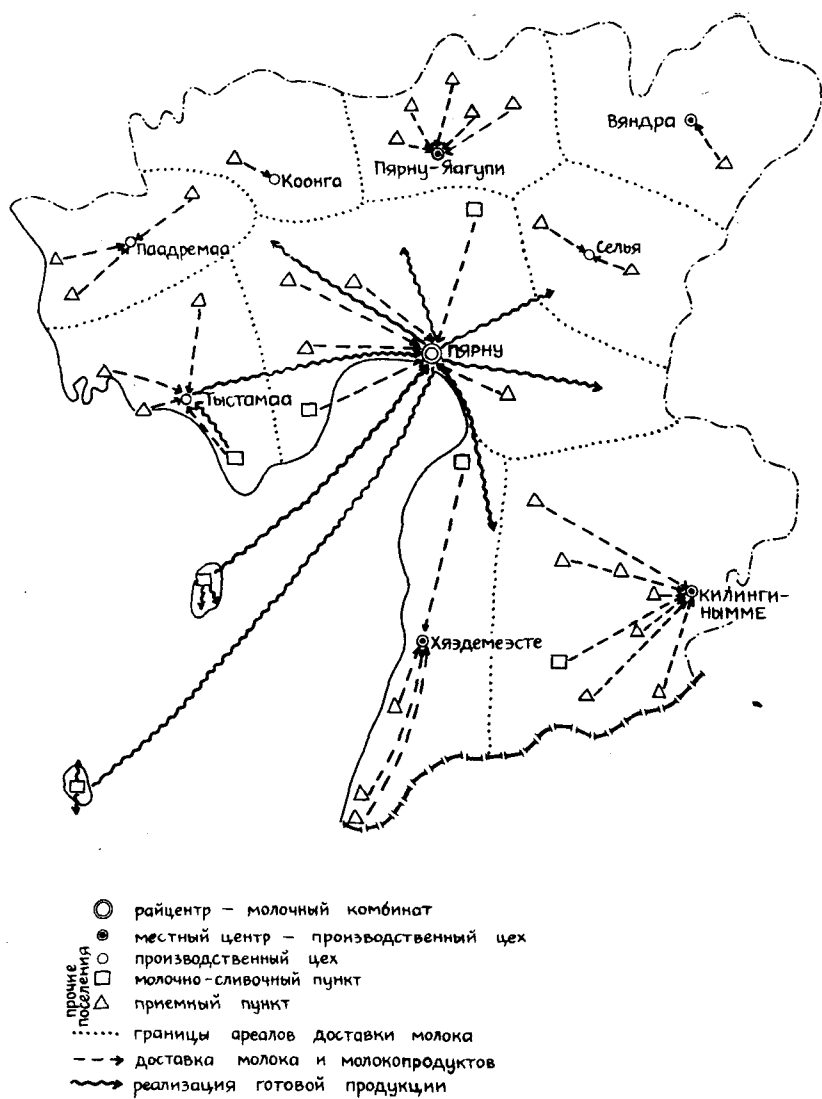 Вяндра
Пярну-Яагупи
Коонга
Паадремаа
Селья
Пярну
Тыстамаа
Килинги-
Нымме
Хяэдемеэсте
райцентр – молочный комбинат
местный центр – производственный цех
производственный цех
молочно-сливочный пункт
приемный пункт
прочие
поселения
границы ареалов доставки молока
доставка молока и молокопродуктов
реализация готовой продукции